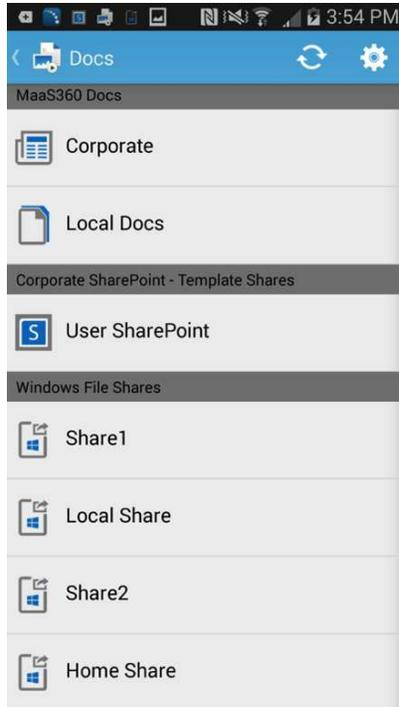 3:54 PM
Docs
MaaS360 Docs
Corporate
Local Docs
Corporate SharePoint - Template Shares
S User SharePoint
Windows File Shares
Share1
Local Share
Share2
Home Share